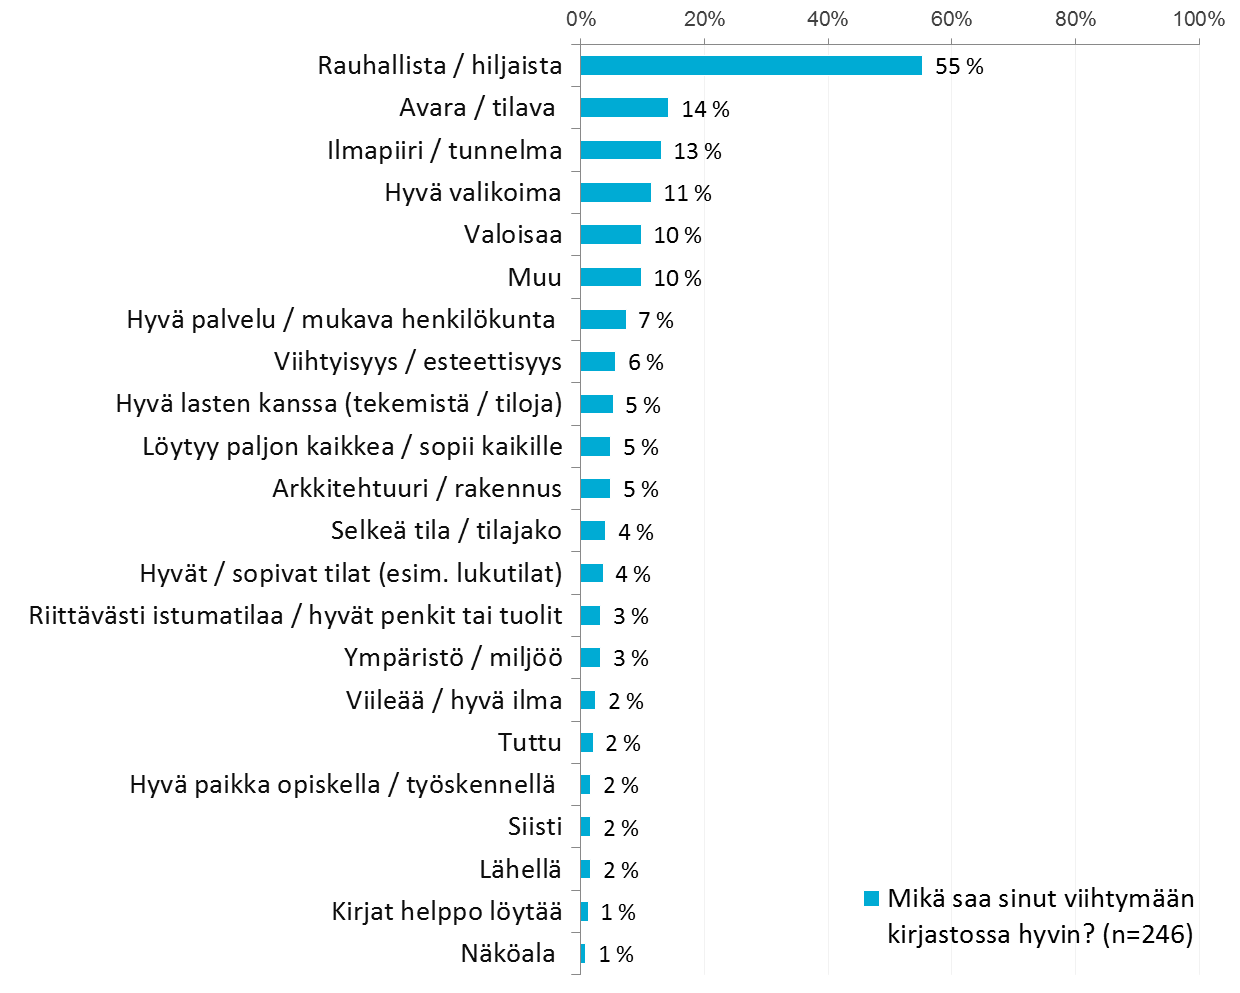 0% 20% 40% 60% 80% 100%
Rauhallista / hiljaista 55 %
Avara / tilava 14 %
Ilmapiiri / tunnelma 13 %
Hyvä valikoima 11 %
Valoisaa 10 %
Muu 10 %
Hyvä palvelu / mukava henkilökunta 7 %
Viihtyisyys / esteettisyys 6 %
Hyvä lasten kanssa (tekemistä / tiloja) 5 %
Löytyy paljon kaikkea / sopii kaikille 5 %
Arkkitehtuuri / rakennus 5 %
Selkeä tila / tilajako 4 %
Hyvät / sopivat tilat (esim. lukutilat) 4 %
Riittävästi istumatilaa / hyvät penkit tai tuolit 3 %
Ympäristö / miljöö 3 %
Viileää / hyvä ilma 2 %
Tuttu 2 %
Hyvä paikka opiskella / työskennellä 2 %
Siisti 2 %
Lähellä 2 %
Kirjat helppo löytää 1 %
Näköala 1 %
Mikä saa sinut viihtymään
kirjastossa hyvin? (n=246)